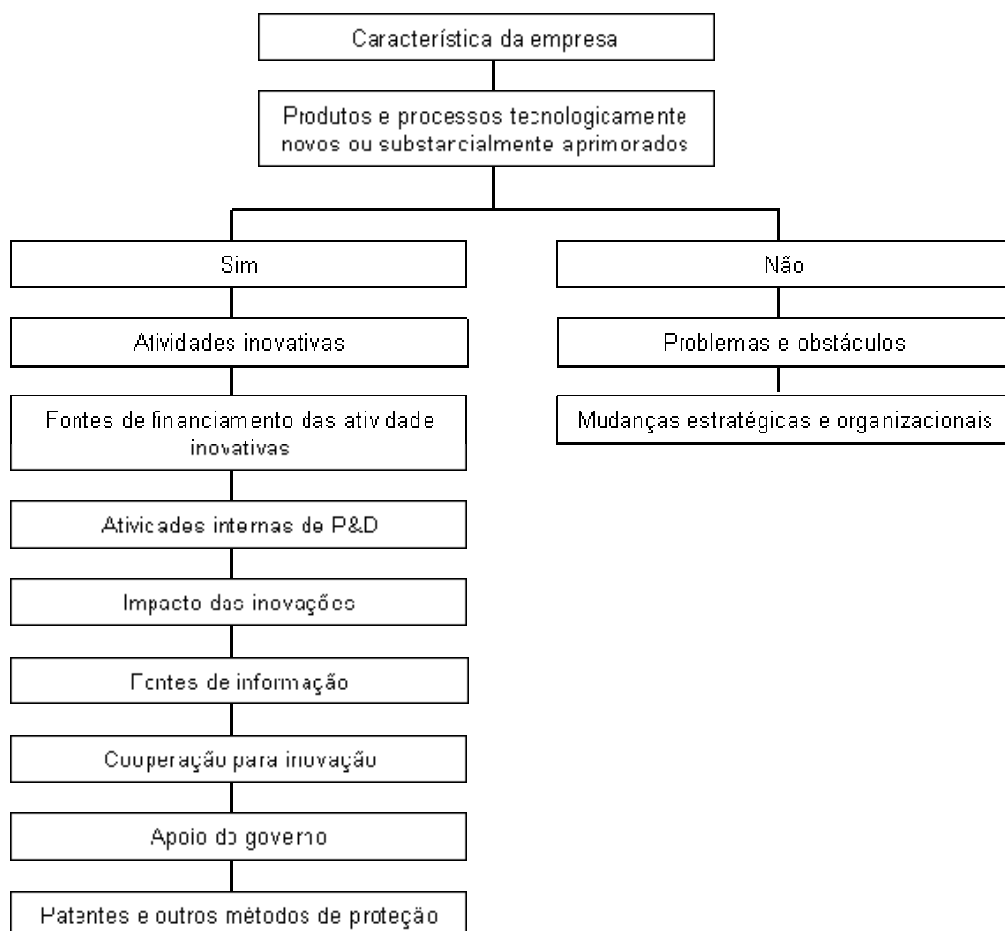 Característica da empresa
Produtos e processos tecnologicamente
novos ou substancialmente aprimorados
Sim
Não
Atividades inovativas
Problemas e obstáculos
Fontes de financiamento das atividade
inovativas
Mudanças estratégicas e organizacionais
Atividades internas de P&D
Impacto das inovações
Fontes de informação
Cooperação para inovação
Apoio do governo
Patentes e outros métodos de proteção